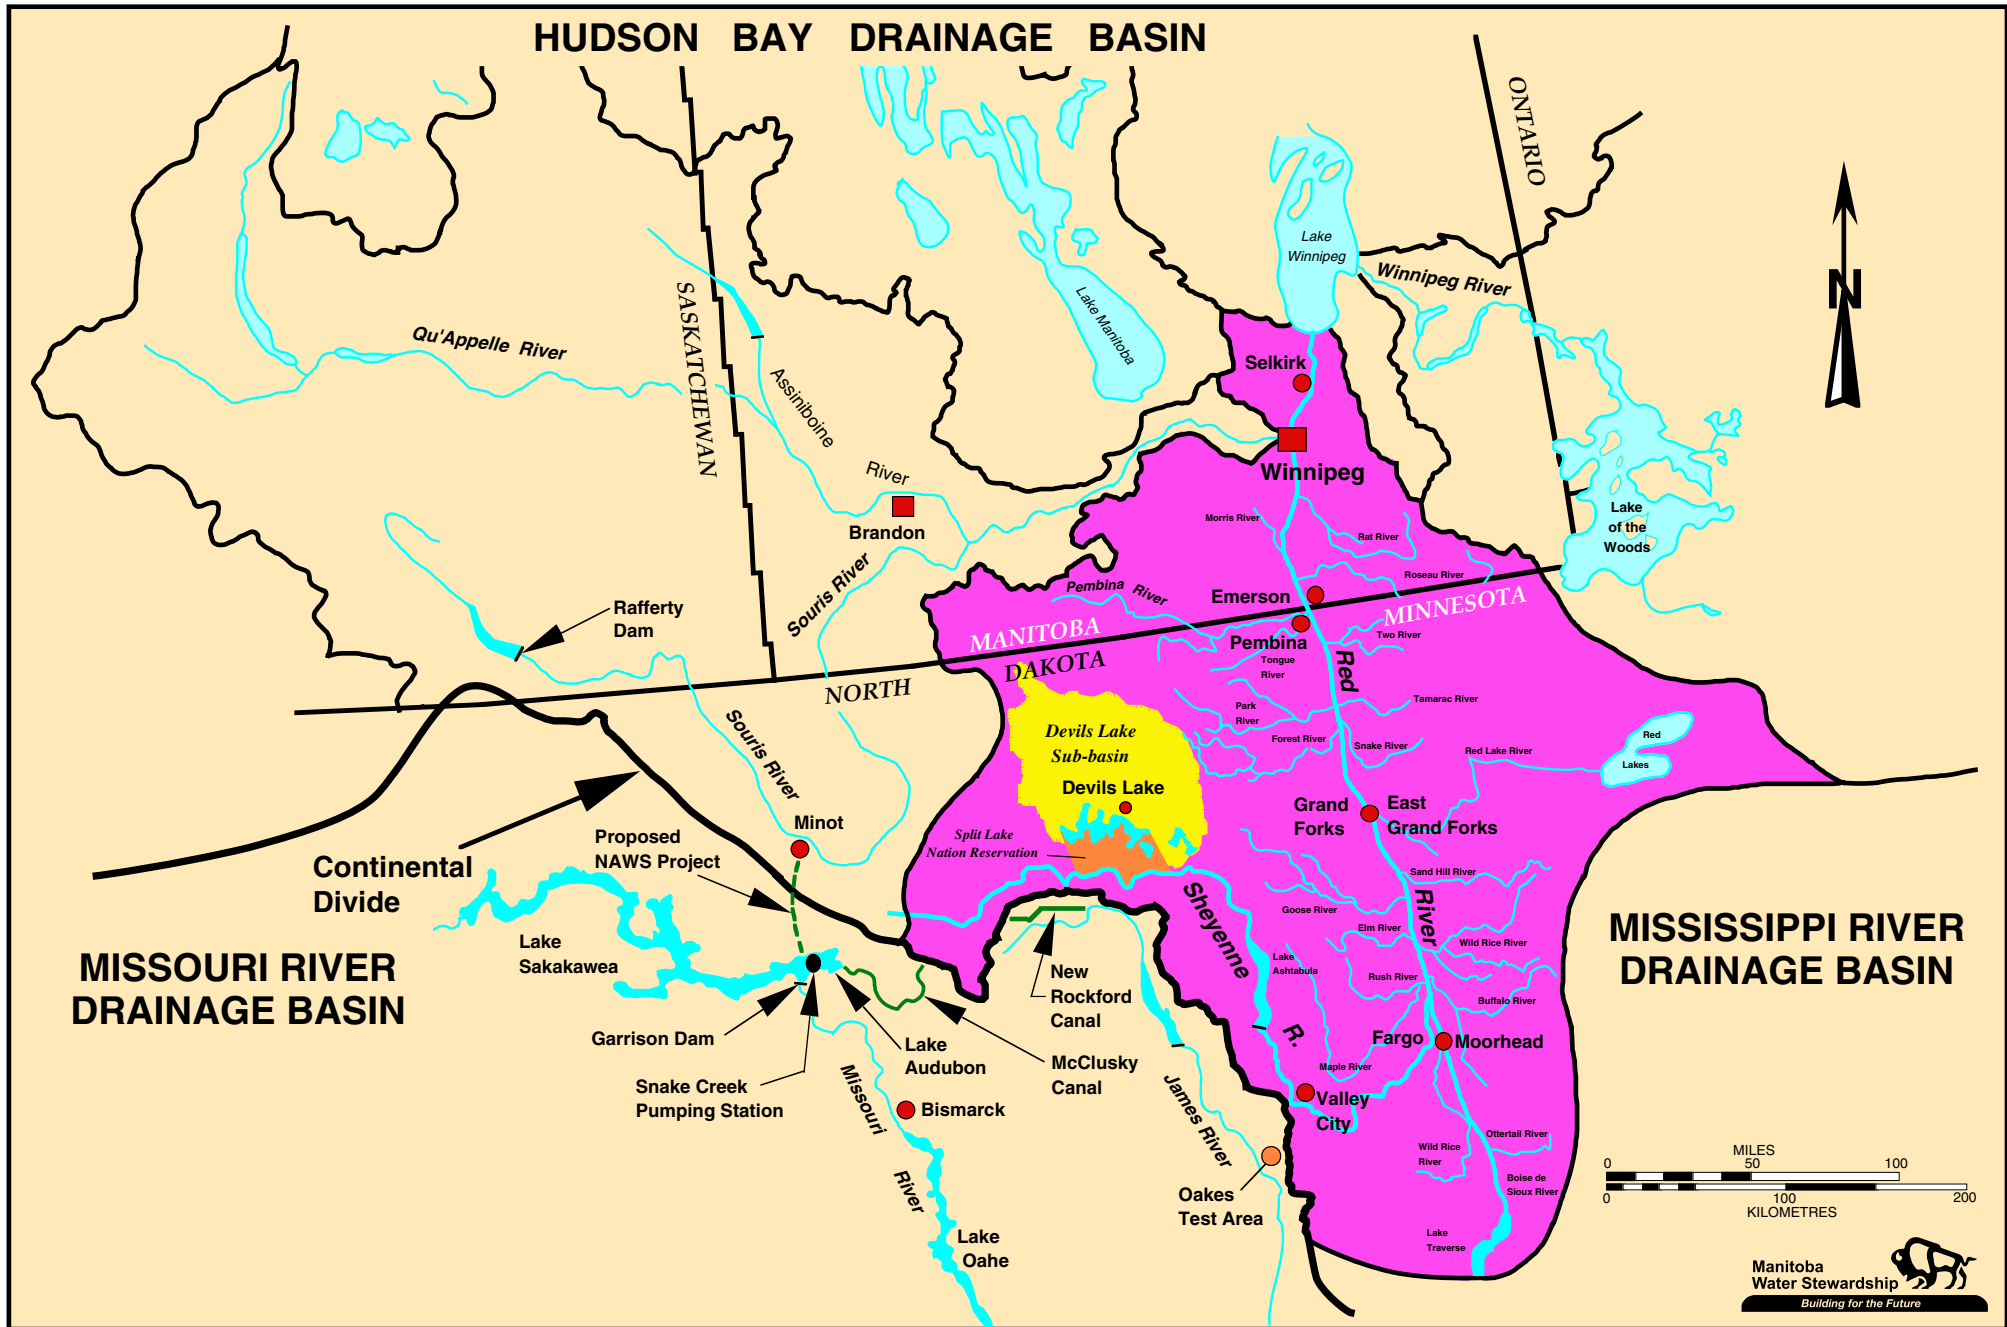 HUDSON BAY DRAINAGE BASIN
ONTARIO
N
Lake
Winnipeg
Winnipeg River
Lake Manitoba
SASKATCHEWAN
Qu'Appelle River
Assiniboine
River
Selkirk
Winnipeg
Brandon
Souris River
Morris River
Rat River
Roseau River
Lake
of the
Woods
Pembina River
Emerson
Rafferty
Dam
MANITOBA
MINNESOTA
NORTH
DAKOTA
Pembina
Two River
Tongue
River
Red
River
Tamarac River
Park
River
Forest River
Snake River
Red Lake River
Red
Lakes
Souris River
Devils Lake
Sub-basin
Devils Lake
Split Lake
Nation Reservation
Grand
Forks
East
Grand Forks
Minot
Proposed
NAWS Project
Continental
Divide
Sand Hill River
Goose River
Elm River
Wild Rice River
Sheyenne
R.
Lake
Ashtabula
Rush River
Buffalo River
MISSOURI RIVER
DRAINAGE BASIN
MISSISSIPPI RIVER
DRAINAGE BASIN
Lake
Sakakawea
New
Rockford
Canal
Garrison Dam
Lake
Audubon
McClusky
Canal
Snake Creek
Pumping Station
Fargo
Moorhead
Maple River
Missouri
River
Bismarck
James River
Valley
City
Wild Rice
River
Ottertail River
Boise de
Sioux River
Oakes
Test Area
Lake
Traverse
Lake
Oahe
MILES
0 50 100
0 100 200
KILOMETRES
Manitoba
Water Stewardship
Building for the Future